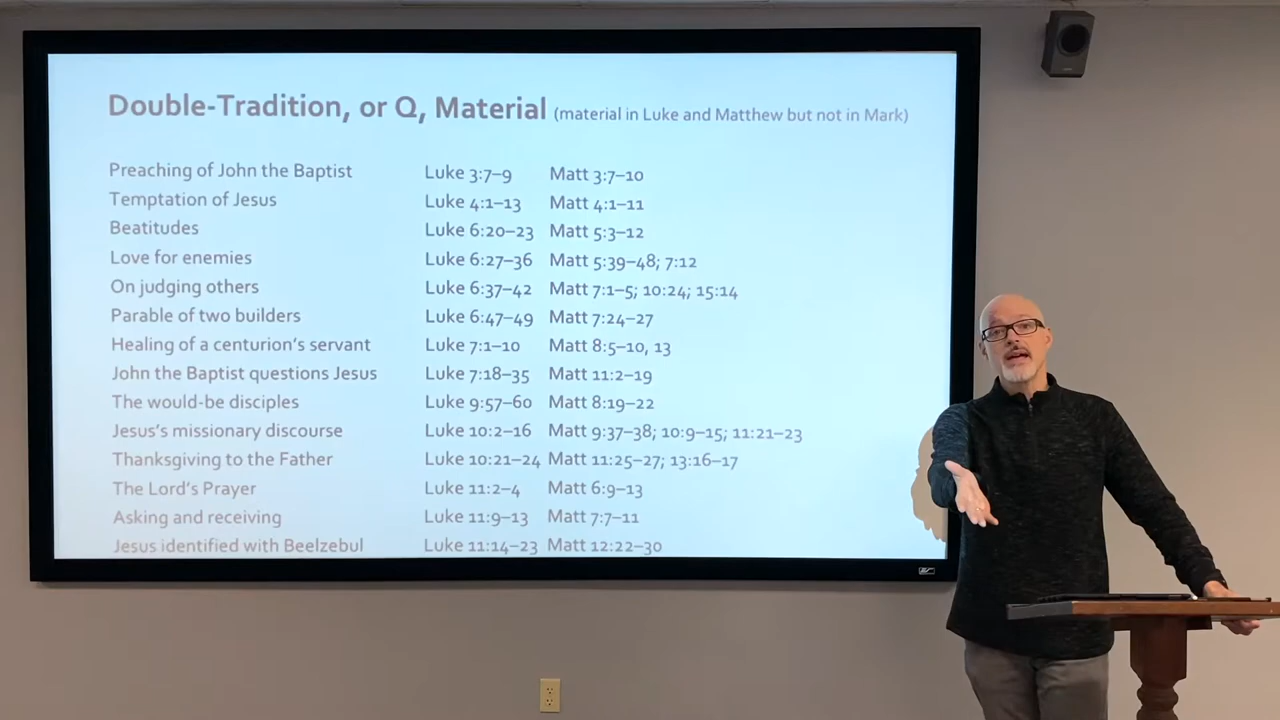 Double-Tradition, or Q, Material (material in Luke and Matthew but not in Mark)
Preaching of John the Baptist Luke 3:7–9 Matt 3:7–10
Temptation of Jesus Luke 4:1–13 Matt 4:1–11
Beatitudes Luke 6:20–23 Matt 5:3–12
Love for enemies Luke 6:27–36 Matt 5:39–48; 7:12
On judging others Luke 6:37–42 Matt 7:1–5; 10:24; 15:14
Parable of two builders Luke 6:47–49 Matt 7:24–27
Healing of a centurion's servant Luke 7:1–10 Matt 8:5–10, 13
John the Baptist questions Jesus Luke 7:18–35 Matt 11:2–19
The would-be disciples Luke 9:57–60 Matt 8:19–22
Jesus's missionary discourse Luke 10:2–16 Matt 9:37–38; 10:9–15; 11:21–23
Thanksgiving to the Father Luke 10:21–24 Matt 11:25–27; 13:16–17
The Lord's Prayer Luke 11:2–4 Matt 6:9–13
Asking and receiving Luke 11:9–13 Matt 7:7–11
Jesus identified with Beelzebul Luke 11:14–23 Matt 12:22–30